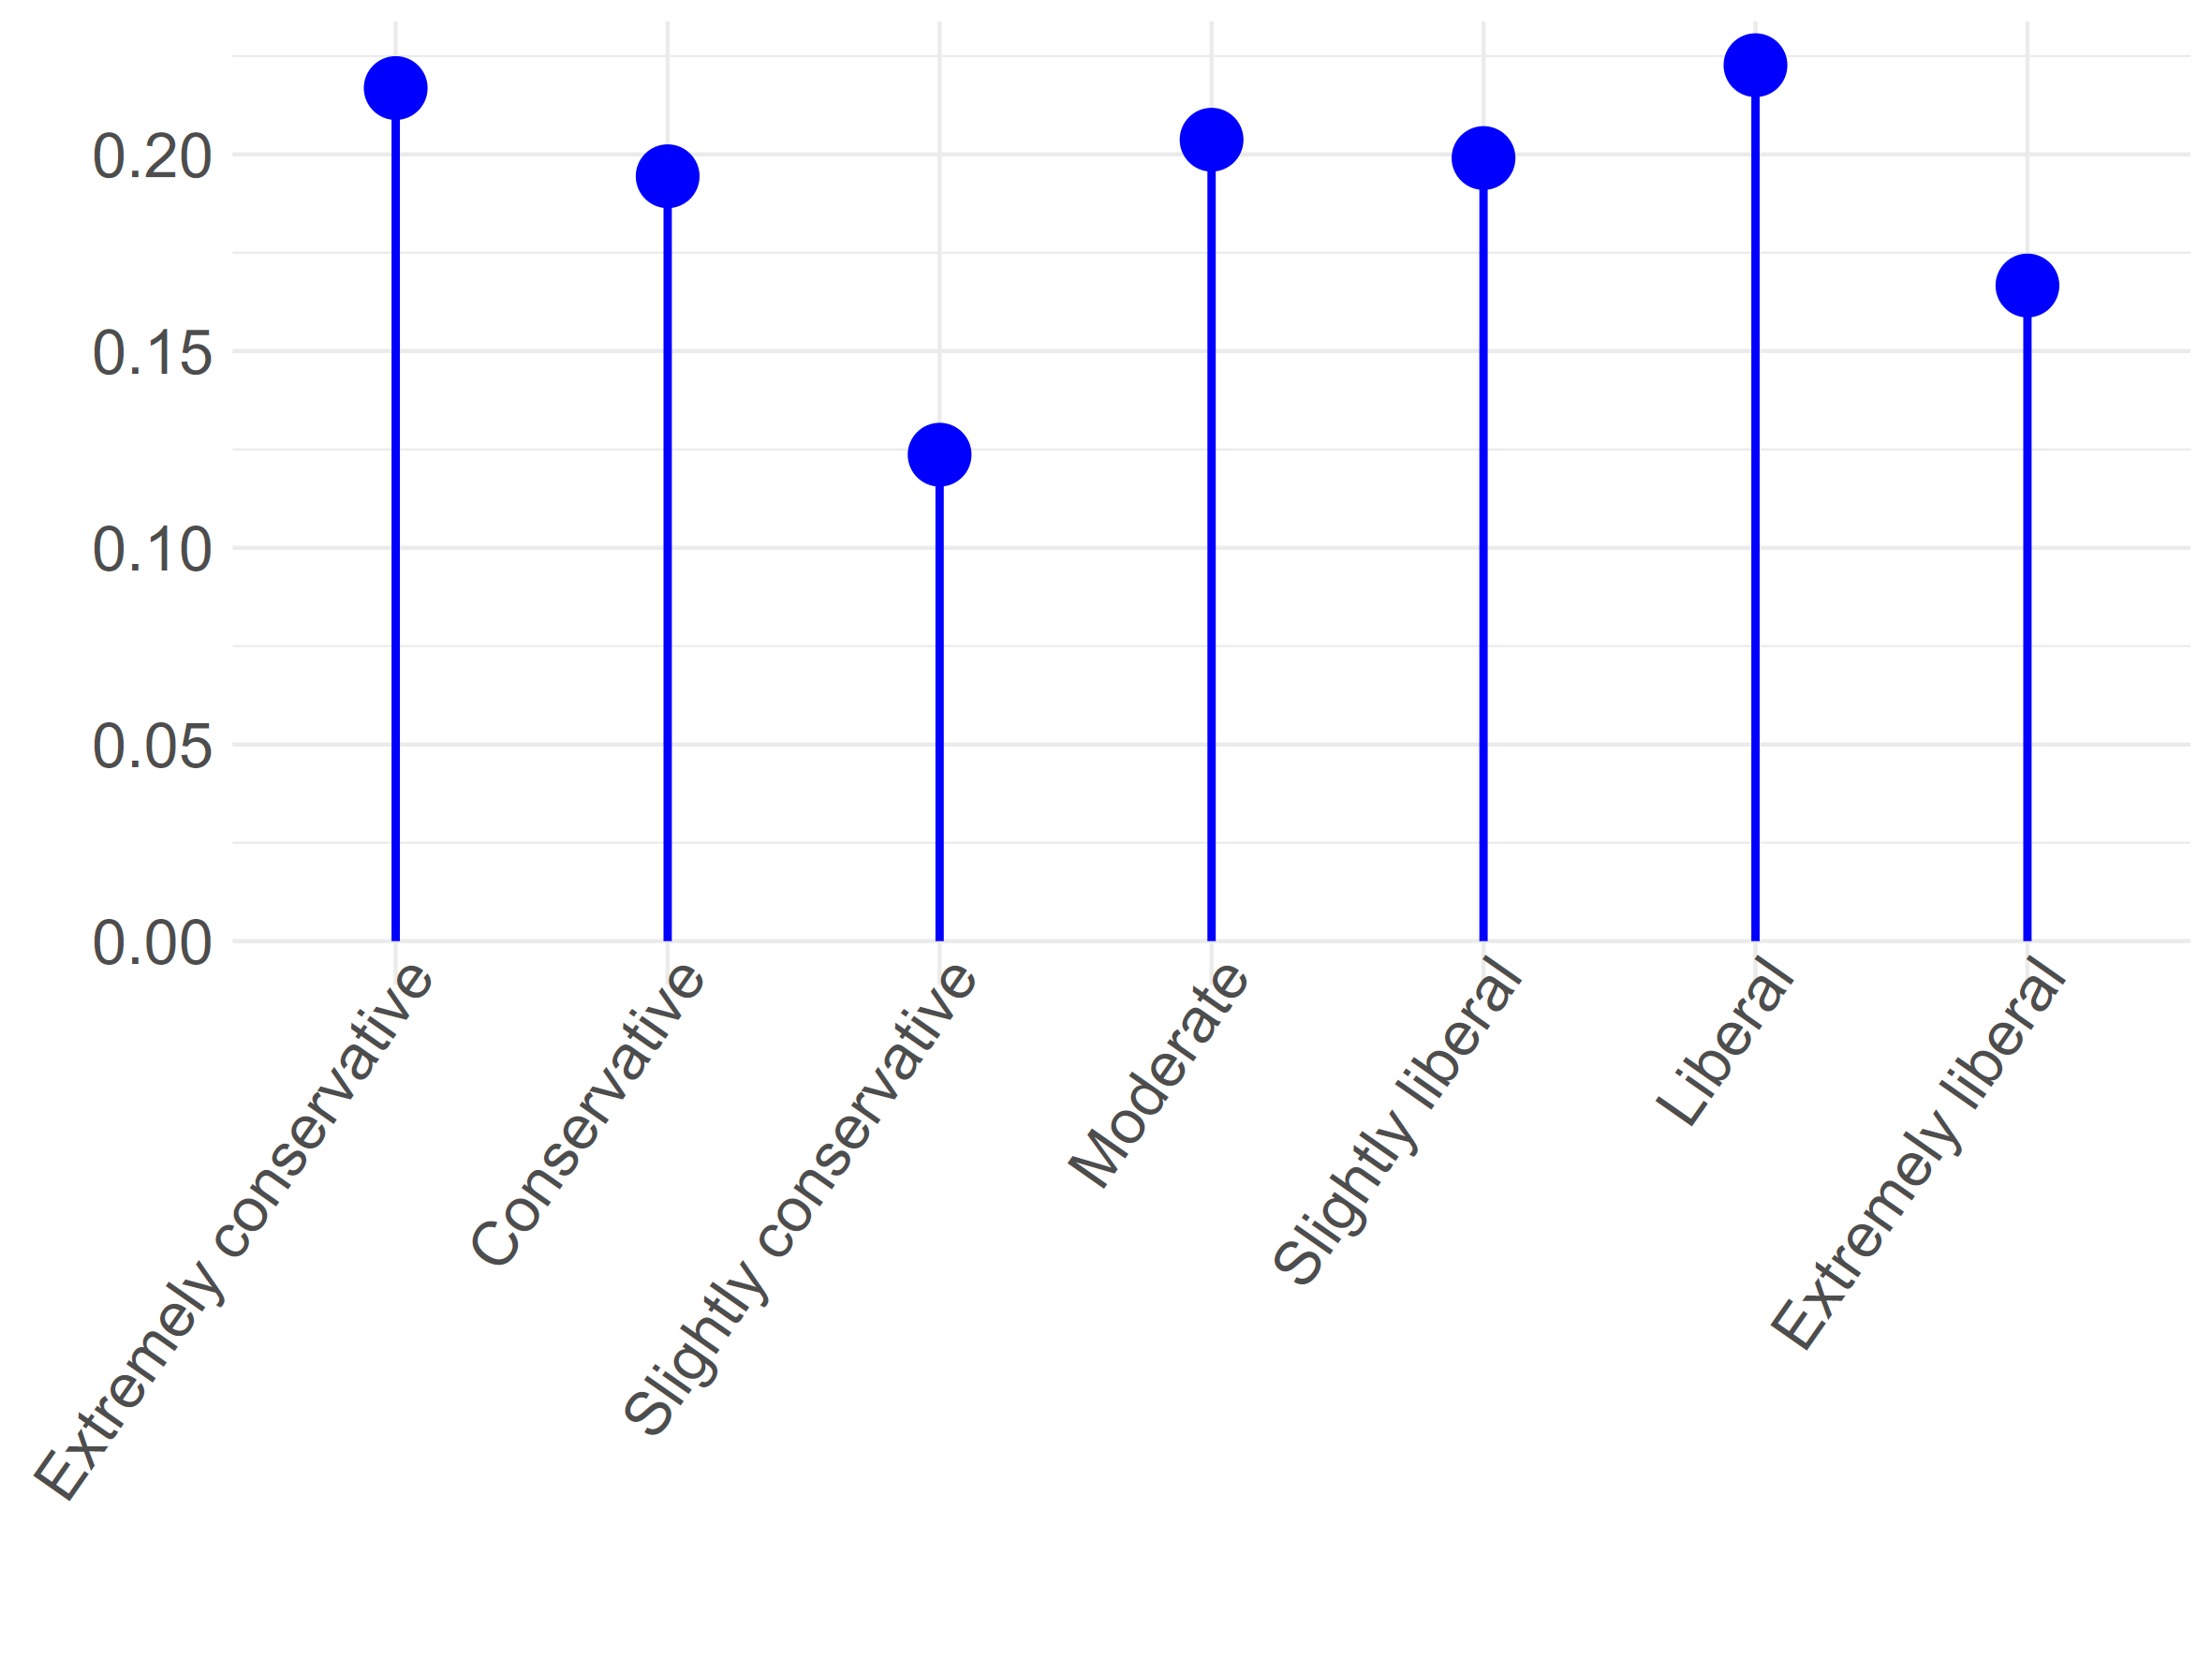 0.20
0.15
0.10
0.05
0.00
Extremely conservative
Conservative
Slightly conservative
Moderate
Slightly liberal
Liberal
Extremely liberal